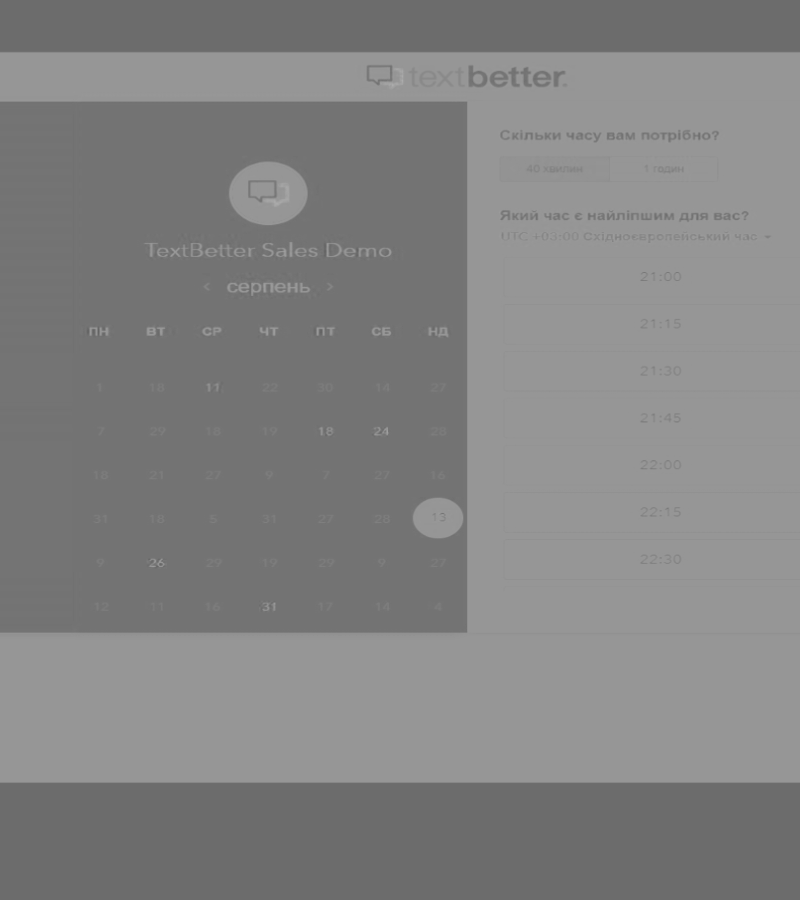 textbetter.
TextBetter Sales Demo
‹ серпень ›
ПН ВТ СР ЧТ ПТ СБ НД
1 18 11 22 30 14 27
7 29 18 19 18 24 28
18 21 27 9 7 27 16
31 18 5 31 27 28 13
9 26 29 19 29 9 27
12 11 16 31 17 14 4
Скільки часу вам потрібно?
40 хвилин 1 годин
Який час є найліпшим для вас?
UTC +03:00 Східноєвропейський час
21:00
21:15
21:30
21:45
22:00
22:15
22:30